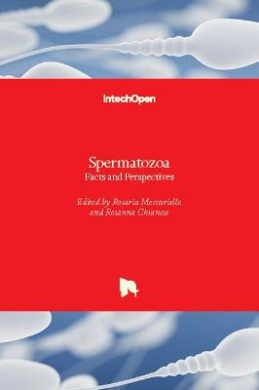 IntechOpen
Spermatozoa
Facts and Perspectives
Edited by Rosaria Meccariello
and Rosanna Chianese